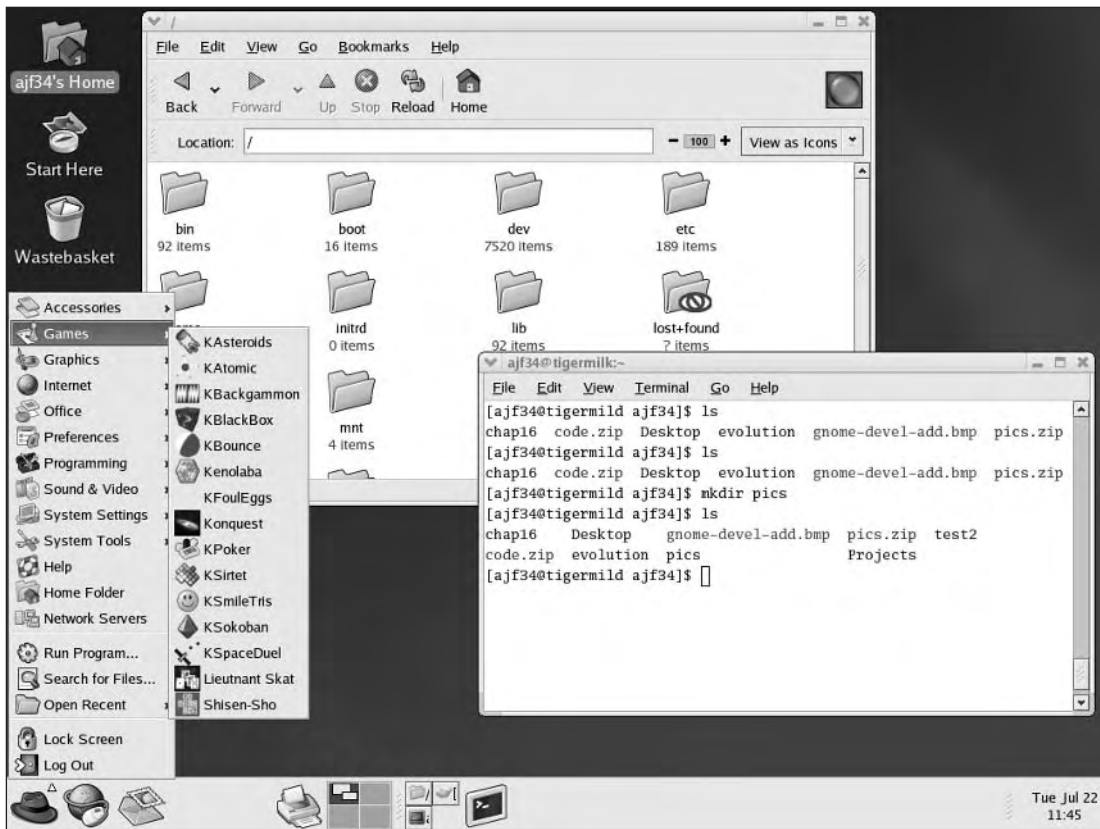 ajf34's Home
Start Here
Wastebasket
/
File Edit View Go Bookmarks Help
Back Forward Up Stop Reload Home
Location: / 100 View as Icons
bin boot dev etc
92 items 16 items 7520 items 189 items
initrd lib lost+found
0 items 92 items ? items
mnt
4 items
Accessories
Games
Graphics
Internet
Office
Preferences
Programming
Sound & Video
System Settings
System Tools
Help
Home Folder
Network Servers
Run Program...
Search for Files...
Open Recent
Lock Screen
Log Out
KAsteroids
KAtomic
KBackgammon
KBlackBox
KBounce
Kenolaba
KFoulEggs
Konquest
KPoker
KSirtet
KSmileTris
KSokoban
KSpaceDuel
Lieutnant Skat
Shisen-Sho
ajf34@tigermilk:~
File Edit View Terminal Go Help
[ajf34@tigermild ajf34]$ ls
chap16 code.zip Desktop evolution gnome-devel-add.bmp pics.zip
[ajf34@tigermild ajf34]$ ls
chap16 code.zip Desktop evolution gnome-devel-add.bmp pics.zip
[ajf34@tigermild ajf34]$ mkdir pics
[ajf34@tigermild ajf34]$ ls
chap16 Desktop gnome-devel-add.bmp pics.zip test2
code.zip evolution pics Projects
[ajf34@tigermild ajf34]$
Tue Jul 22
11:45